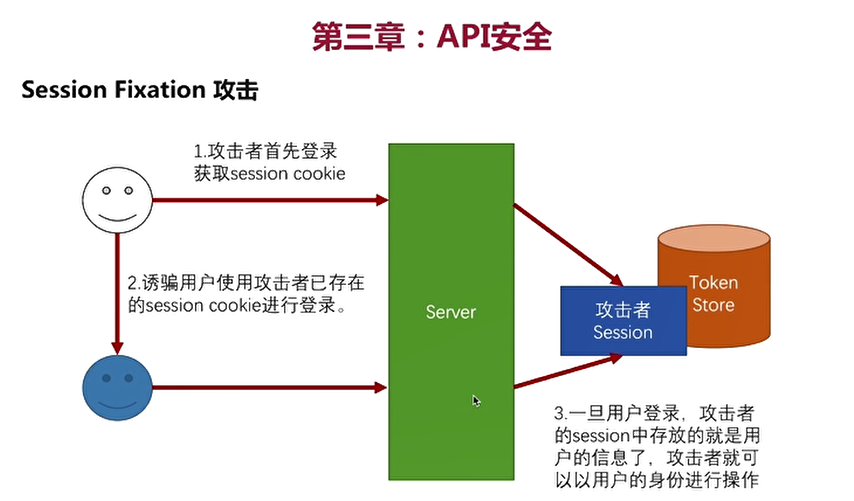 第三章：API安全
Session Fixation 攻击
1.攻击者首先登录
获取session cookie
2.诱骗用户使用攻击者已存在
的session cookie进行登录。
Server
Token
Store
攻击者
Session
3.一旦用户登录，攻击者
的session中存放的就是用
户的信息了，攻击者就可
以以用户的身份进行操作